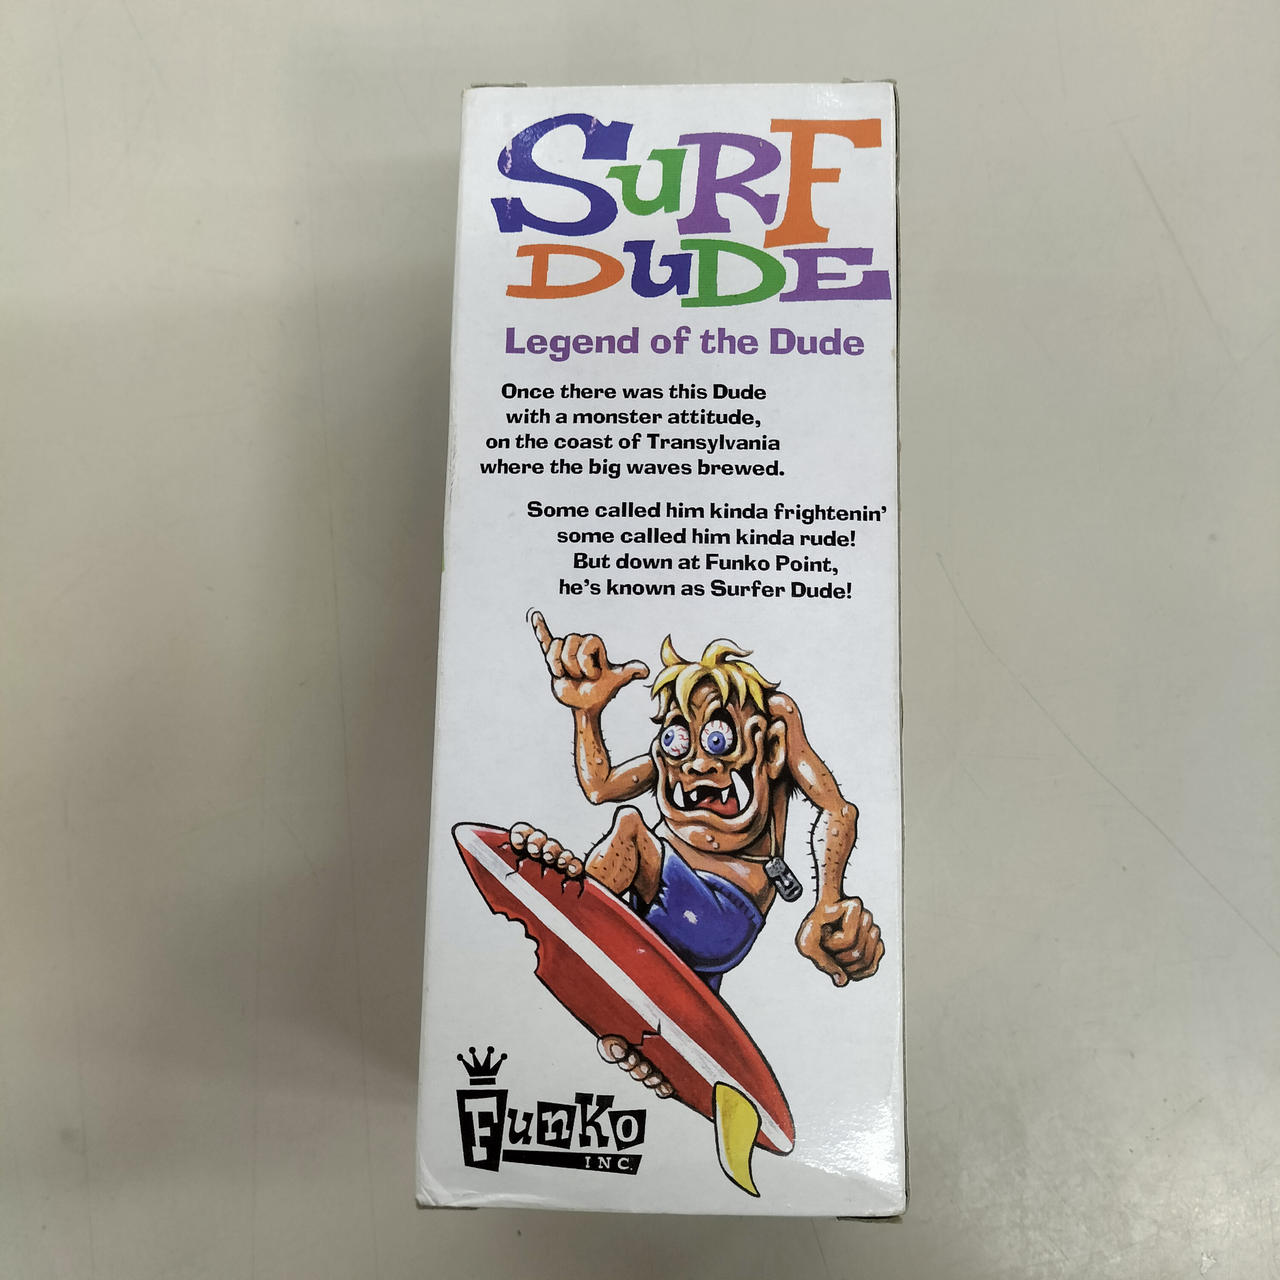 SuRF
DuDE
Legend of the Dude
Once there was this Dude
with a monster attitude,
on the coast of Transylvania
where the big waves brewed.
Some called him kinda frightenin'
some called him kinda rude!
But down at Funko Point,
he's known as Surfer Dude!
FunKo
INC.